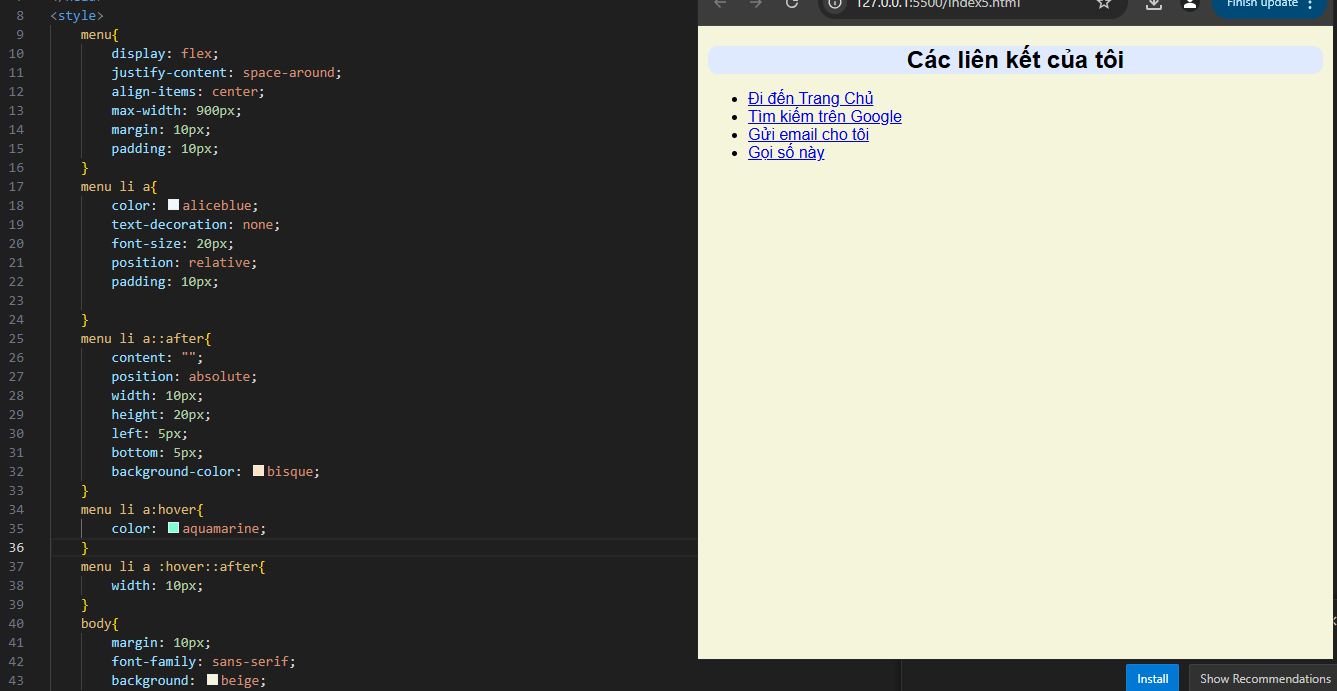 8 <style>
9 menu{
10 display: flex;
11 justify-content: space-around;
12 align-items: center;
13 max-width: 900px;
14 margin: 10px;
15 padding: 10px;
16 }
17 menu li a{
18 color: aliceblue;
19 text-decoration: none;
20 font-size: 20px;
21 position: relative;
22 padding: 10px;
23
24 }
25 menu li a::after{
26 content: "";
27 position: absolute;
28 width: 10px;
29 height: 20px;
30 left: 5px;
31 bottom: 5px;
32 background-color: bisque;
33 }
34 menu li a:hover{
35 color: aquamarine;
36 }
37 menu li a :hover::after{
38 width: 10px;
39 }
40 body{
41 margin: 10px;
42 font-family: sans-serif;
43 background: beige;
127.0.0.1:5500/index5.html
Finish update
Các liên kết của tôi
• Đi đến Trang Chủ
• Tìm kiếm trên Google
• Gửi email cho tôi
• Gọi số này
Install
Show Recommendations